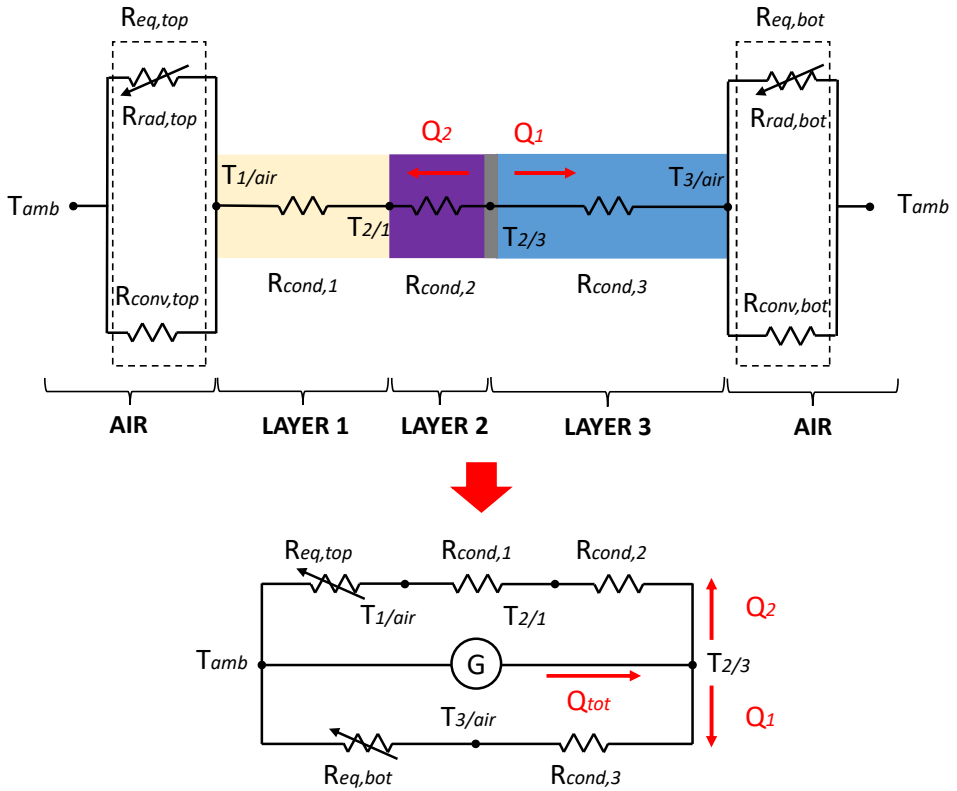 Req,top
Req,bot
Rrad,top
Rrad,bot
Q2
Q1
T1/air
T3/air
Tamb
Tamb
T2/1
T2/3
Rcond,1
Rcond,2
Rcond,3
Rconv,top
Rconv,bot
AIR
LAYER 1
LAYER 2
LAYER 3
AIR
Req,top
Rcond,1
Rcond,2
T1/air
T2/1
Q2
Tamb
G
T2/3
Qtot
T3/air
Q1
Req,bot
Rcond,3